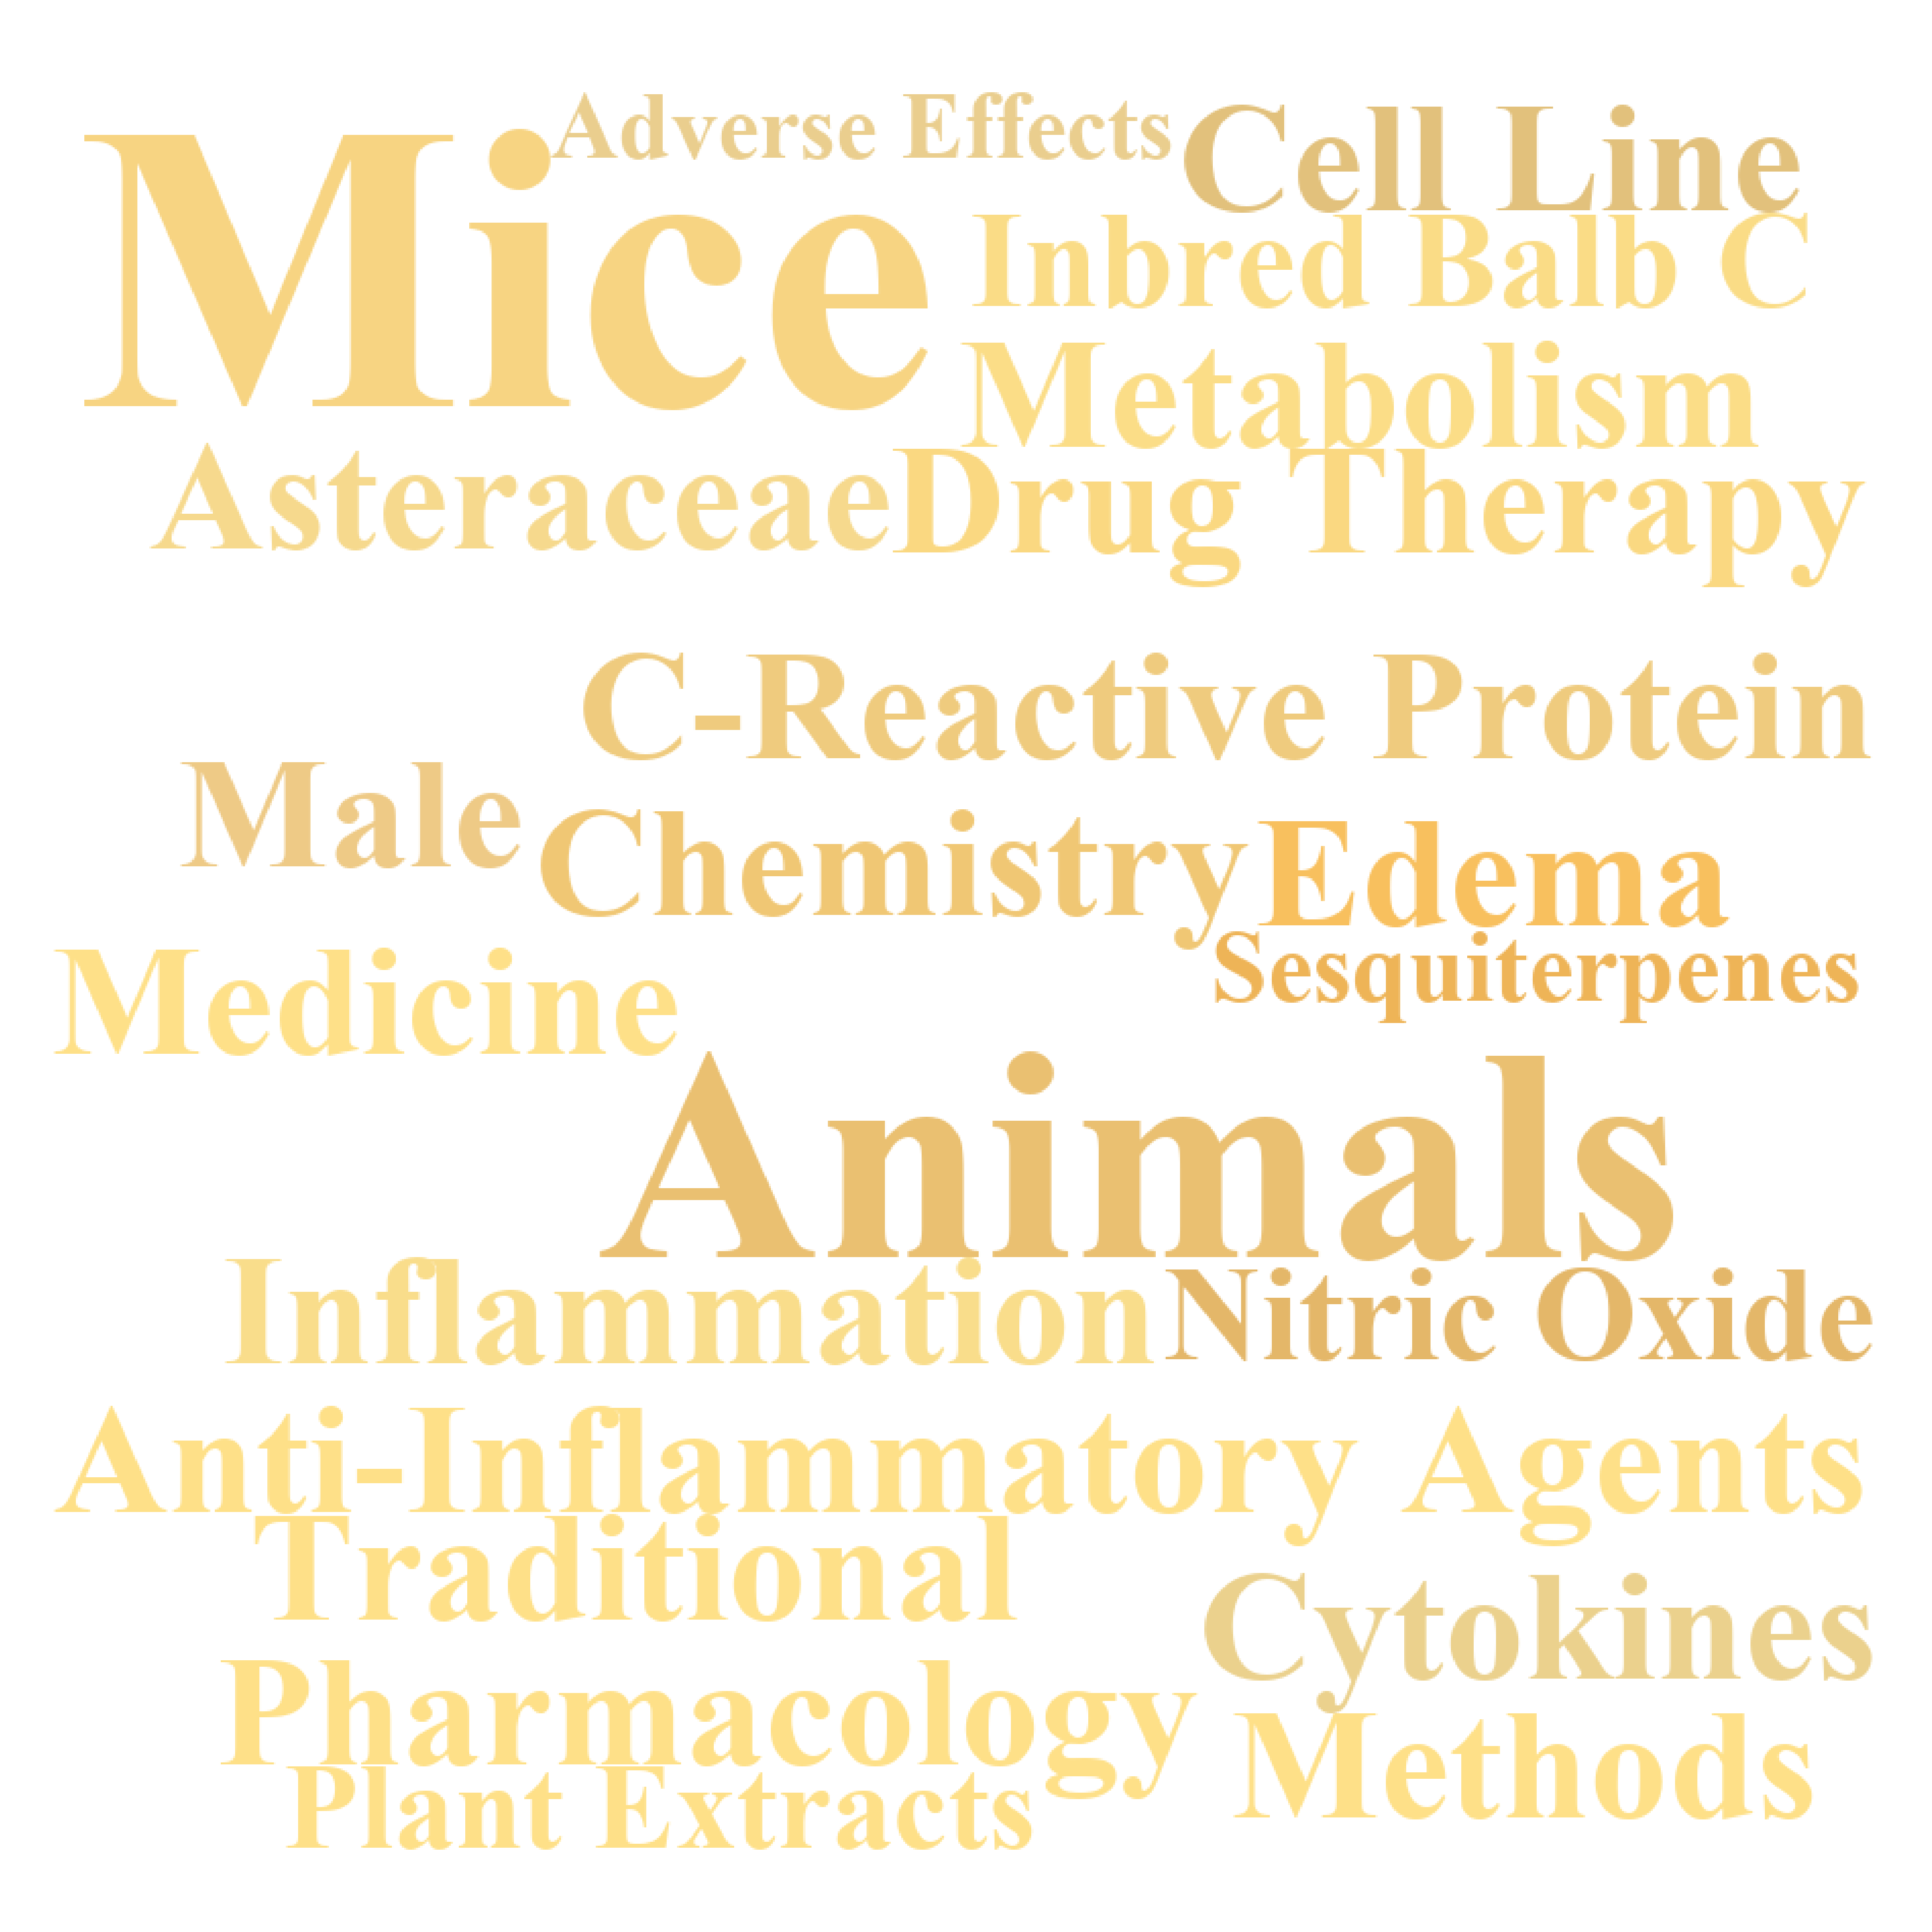 Adverse Effects
Cell Line
Mice
Inbred Balb C
Metabolism
Asteraceae
Drug Therapy
C-Reactive Protein
Male
Chemistry
Edema
Sesquiterpenes
Medicine
Animals
Inflammation
Nitric Oxide
Anti-Inflammatory Agents
Traditional
Cytokines
Pharmacology
Methods
Plant Extracts